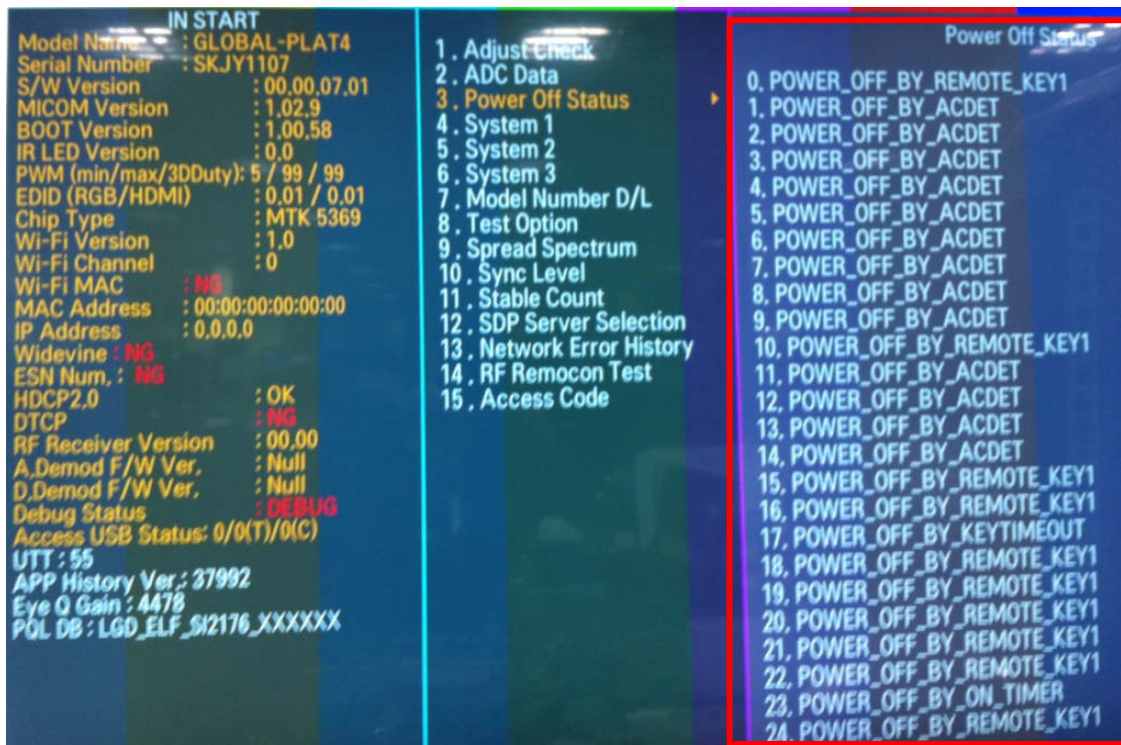 IN START
Model Name : GLOBAL-PLAT4
Serial Number : SKJY1107
S/W Version : 00.00.07.01
MICOM Version : 1.02.9
BOOT Version : 1.00.58
IR LED Version : 0.0
PWM (min/max/3DDuty): 5 / 99 / 99
EDID (RGB/HDMI) : 0.01 / 0.01
Chip Type : MTK 5369
Wi-Fi Version : 1.0
Wi-Fi Channel : 0
Wi-Fi MAC : NG
MAC Address : 00:00:00:00:00:00
IP Address : 0.0.0.0
Widevine : NG
ESN Num. : NG
HDCP2.0 : OK
DTCP : NG
RF Receiver Version : 00.00
A.Demod F/W Ver. : Null
D.Demod F/W Ver. : Null
Debug Status : DEBUG
Access USB Status: 0/0(T)/0(C)
UTT : 55
APP History Ver.: 37992
Eye Q Gain : 4478
PQL DB : LGD_ELF_SI2176_XXXXXX
1 . Adjust Check
2 . ADC Data
3 . Power Off Status
4 . System 1
5 . System 2
6 . System 3
7 . Model Number D/L
8 . Test Option
9 . Spread Spectrum
10 . Sync Level
11 . Stable Count
12 . SDP Server Selection
13 . Network Error History
14 . RF Remocon Test
15 . Access Code
Power Off Status
0. POWER_OFF_BY_REMOTE_KEY1
1. POWER_OFF_BY_ACDET
2. POWER_OFF_BY_ACDET
3. POWER_OFF_BY_ACDET
4. POWER_OFF_BY_ACDET
5. POWER_OFF_BY_ACDET
6. POWER_OFF_BY_ACDET
7. POWER_OFF_BY_ACDET
8. POWER_OFF_BY_ACDET
9. POWER_OFF_BY_ACDET
10. POWER_OFF_BY_REMOTE_KEY1
11. POWER_OFF_BY_ACDET
12. POWER_OFF_BY_ACDET
13. POWER_OFF_BY_ACDET
14. POWER_OFF_BY_ACDET
15. POWER_OFF_BY_REMOTE_KEY1
16. POWER_OFF_BY_REMOTE_KEY1
17. POWER_OFF_BY_KEYTIMEOUT
18. POWER_OFF_BY_REMOTE_KEY1
19. POWER_OFF_BY_REMOTE_KEY1
20. POWER_OFF_BY_REMOTE_KEY1
21. POWER_OFF_BY_REMOTE_KEY1
22. POWER_OFF_BY_REMOTE_KEY1
23. POWER_OFF_BY_ON_TIMER
24. POWER_OFF_BY_REMOTE_KEY1